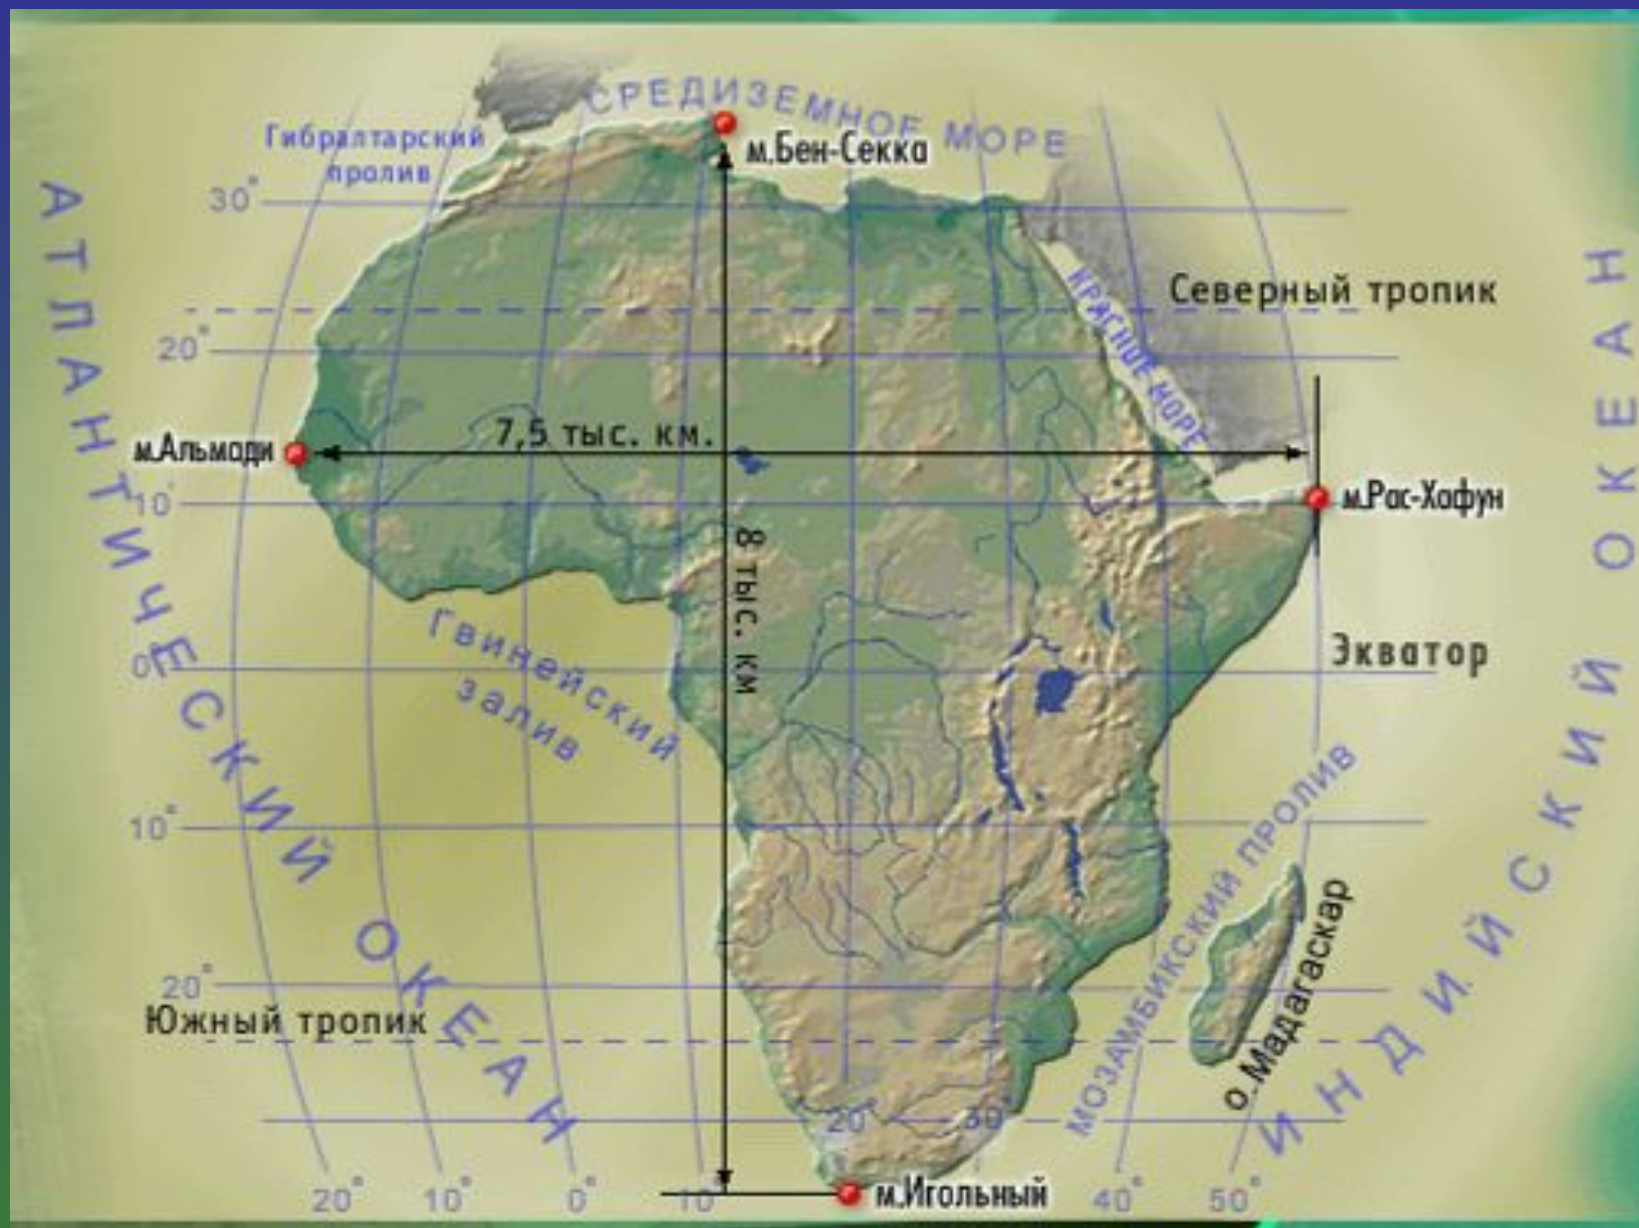 СРЕДИЗЕМНОЕ МОРЕ
Гибралтарский
пролив
м.Бен-Секка
30°
АТЛАНТИЧЕСКИЙ ОКЕАН
КРАСНОЕ МОРЕ
Северный тропик
20°
7,5 тыс. км.
м.Альмади
10°
м.Рас-Хафун
8 тыс. км
Гвинейский
залив
0°
Экватор
ИНДИЙСКИЙ ОКЕАН
МОЗАМБИКСКИЙ ПРОЛИВ
10°
о.Мадагаскар
20°
Южный тропик
20° 30°
20° 10° 0° 10° 40° 50°
м.Игольный